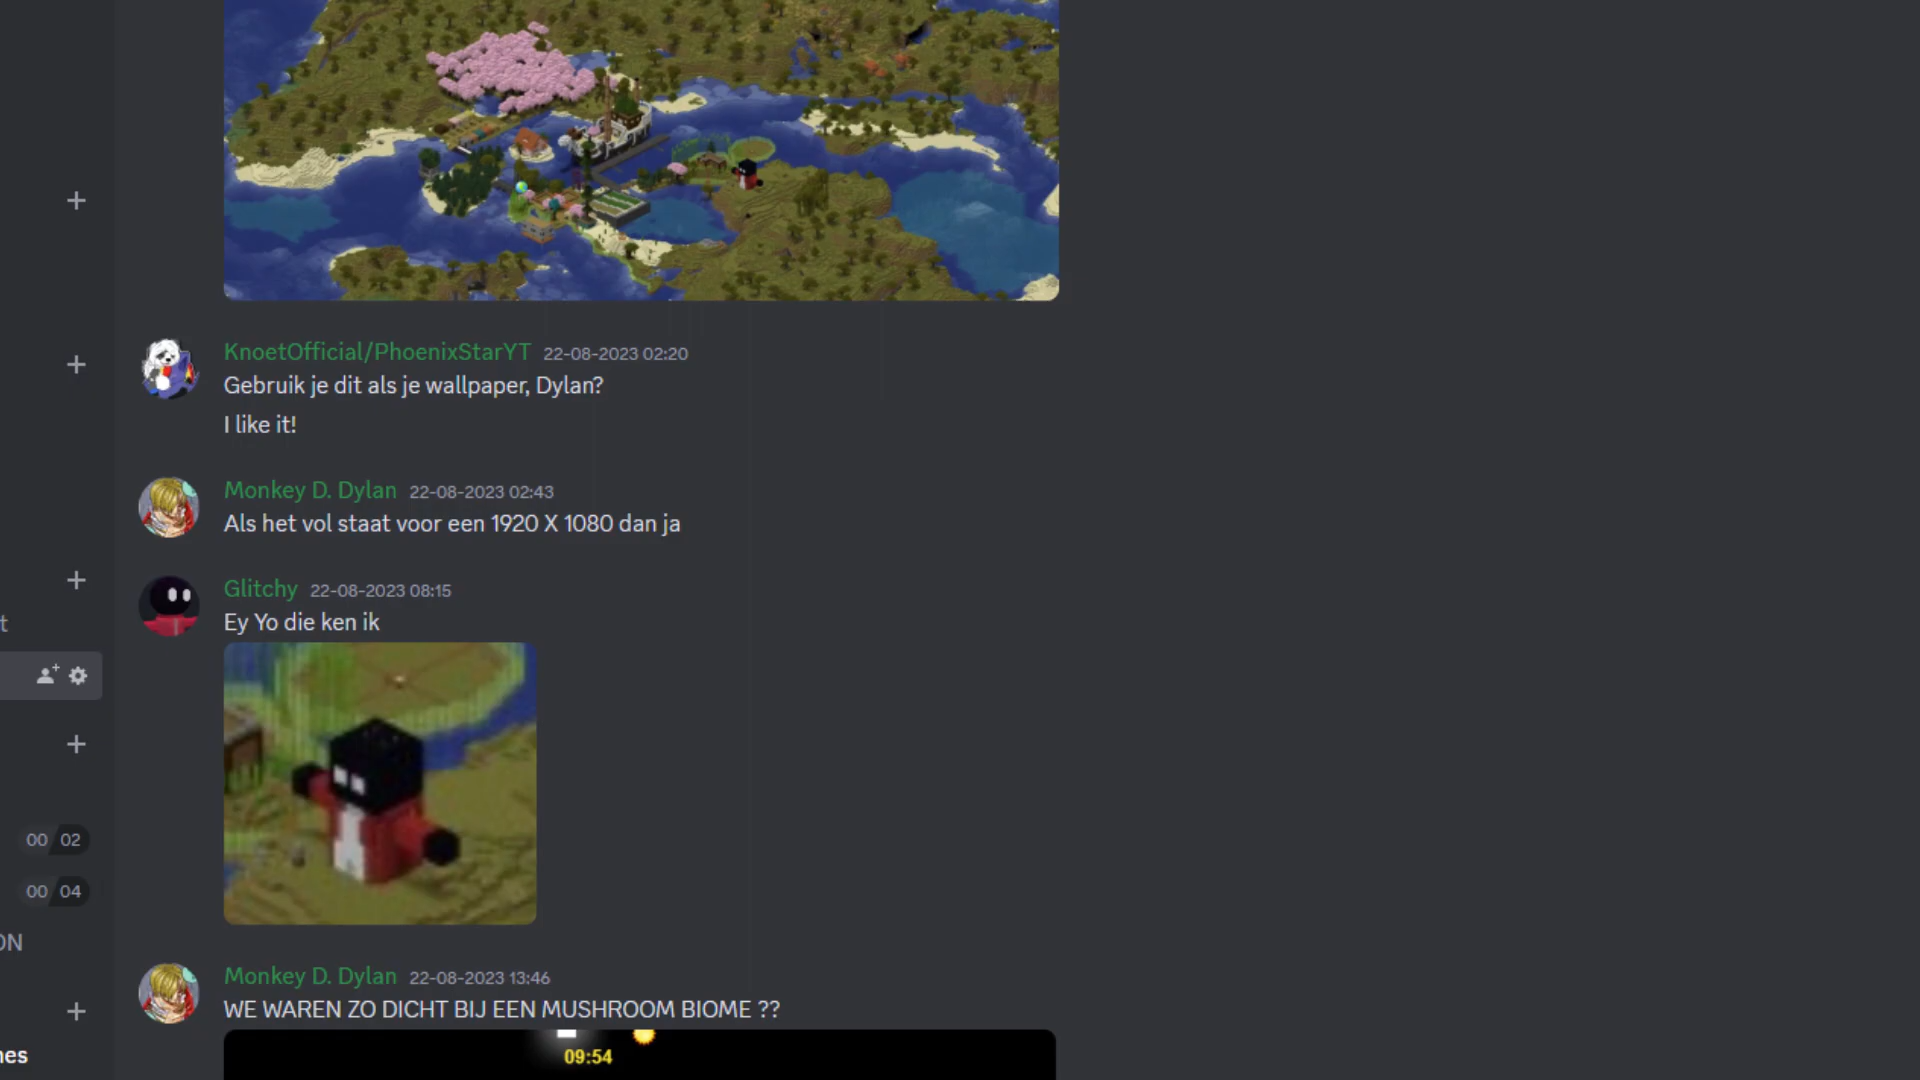 KnoetOfficial/PhoenixStarYT 22-08-2023 02:20
Gebruik je dit als je wallpaper, Dylan?
I like it!
Monkey D. Dylan 22-08-2023 02:43
Als het vol staat voor een 1920 X 1080 dan ja
Glitchy 22-08-2023 08:15
t
Ey Yo die ken ik
00 02
00 04
ON
Monkey D. Dylan 22-08-2023 13:46
WE WAREN ZO DICHT BIJ EEN MUSHROOM BIOME ??
nes
09:54